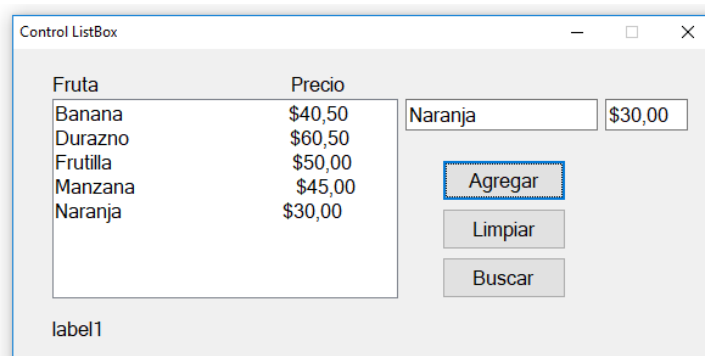 Control ListBox
Fruta Precio
Banana $40,50
Durazno $60,50
Frutilla $50,00
Manzana $45,00
Naranja $30,00
Naranja $30,00
Agregar
Limpiar
Buscar
label1